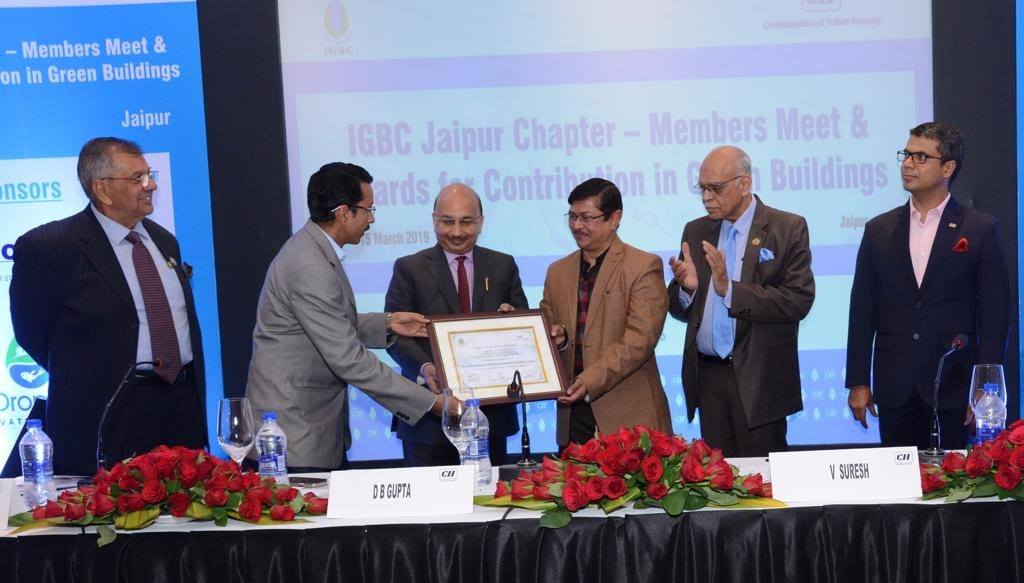 – Members Meet &
on in Green Buildings
Jaipur
onsors
IGBC
Confederation of Indian Industry
IGBC Jaipur Chapter – Members Meet &
ards for Contribution in G n Buildings
15 March 2019
Jaipu
D B GUPTA
CII
V SURESH
CII